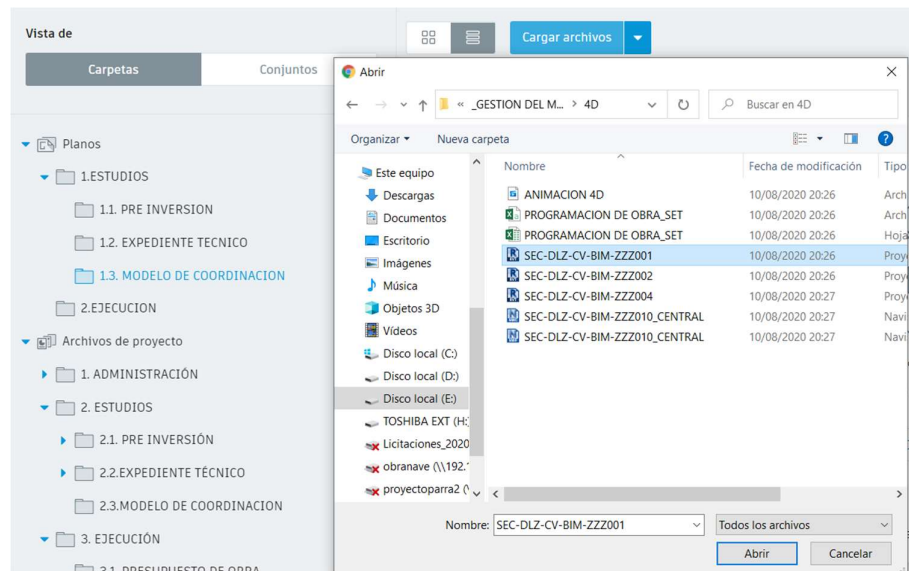 Vista de
Cargar archivos
Carpetas
Conjuntos
Planos
1.ESTUDIOS
1.1. PRE INVERSION
1.2. EXPEDIENTE TECNICO
1.3. MODELO DE COORDINACION
2.EJECUCION
Archivos de proyecto
1. ADMINISTRACIÓN
2. ESTUDIOS
2.1. PRE INVERSIÓN
2.2.EXPEDIENTE TÉCNICO
2.3.MODELO DE COORDINACION
3. EJECUCIÓN
3.1. PRESUPUESTO DE OBRA
Abrir
« _GESTION DEL M... > 4D
Buscar en 4D
Organizar
Nueva carpeta
Este equipo
Descargas
Documentos
Escritorio
Imágenes
Música
Objetos 3D
Vídeos
Disco local (C:)
Disco local (D:)
Disco local (E:)
TOSHIBA EXT (H:)
Licitaciones_2020
obranave (\\192.1
proyectoparra2 (\
Nombre Fecha de modificación Tipo
ANIMACION 4D 10/08/2020 20:26 Arch
PROGRAMACION DE OBRA_SET 10/08/2020 20:26 Arch
PROGRAMACION DE OBRA_SET 10/08/2020 20:26 Hoja
SEC-DLZ-CV-BIM-ZZZ001 10/08/2020 20:26 Proy
SEC-DLZ-CV-BIM-ZZZ002 10/08/2020 20:26 Proy
SEC-DLZ-CV-BIM-ZZZ004 10/08/2020 20:27 Proy
SEC-DLZ-CV-BIM-ZZZ010_CENTRAL 10/08/2020 20:27 Navi
SEC-DLZ-CV-BIM-ZZZ010_CENTRAL 10/08/2020 20:27 Navi
Nombre: SEC-DLZ-CV-BIM-ZZZ001
Todos los archivos
Abrir
Cancelar